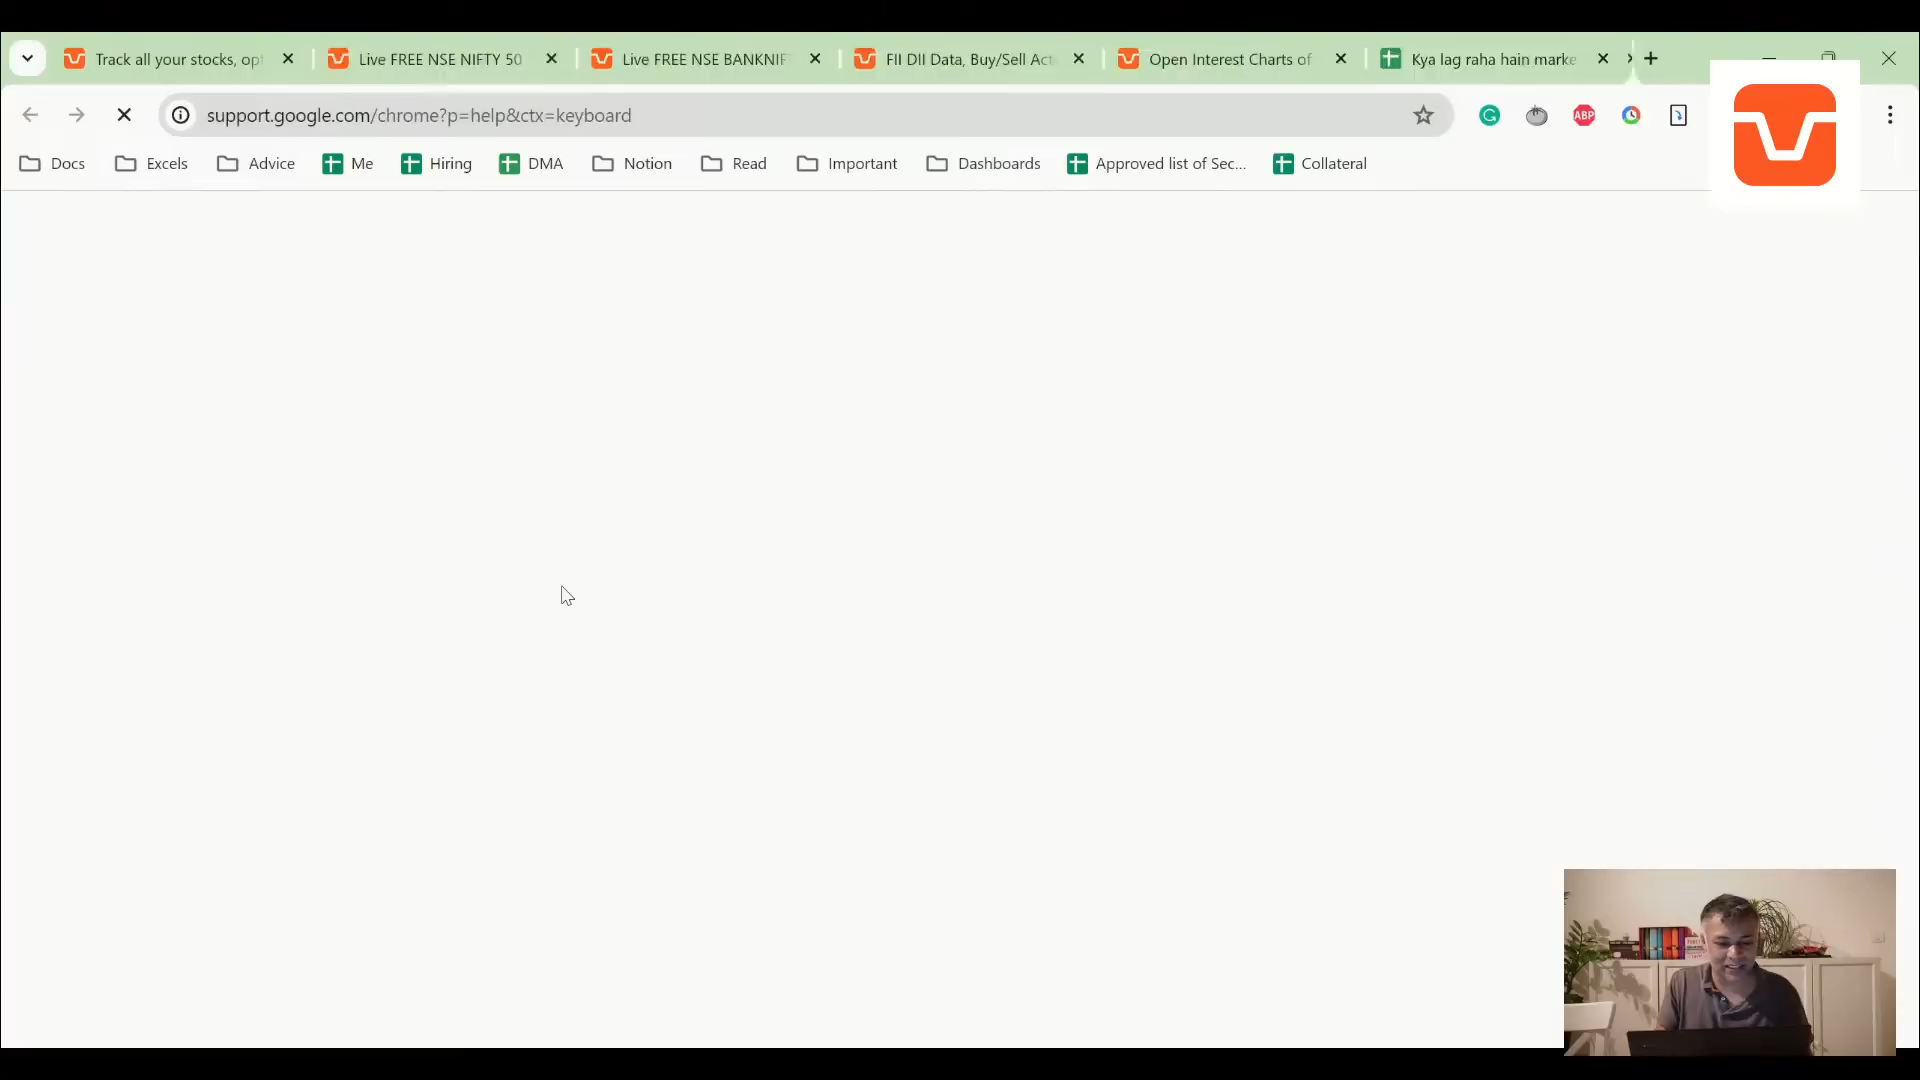 Track all your stocks, op
Live FREE NSE NIFTY 50
Live FREE NSE BANKNIF
FII DII Data, Buy/Sell Act
Open Interest Charts of
Kya lag raha hain marke
support.google.com/chrome?p=help&ctx=keyboard
ABP
Docs
Excels
Advice
Me
Hiring
DMA
Notion
Read
Important
Dashboards
Approved list of Sec...
Collateral